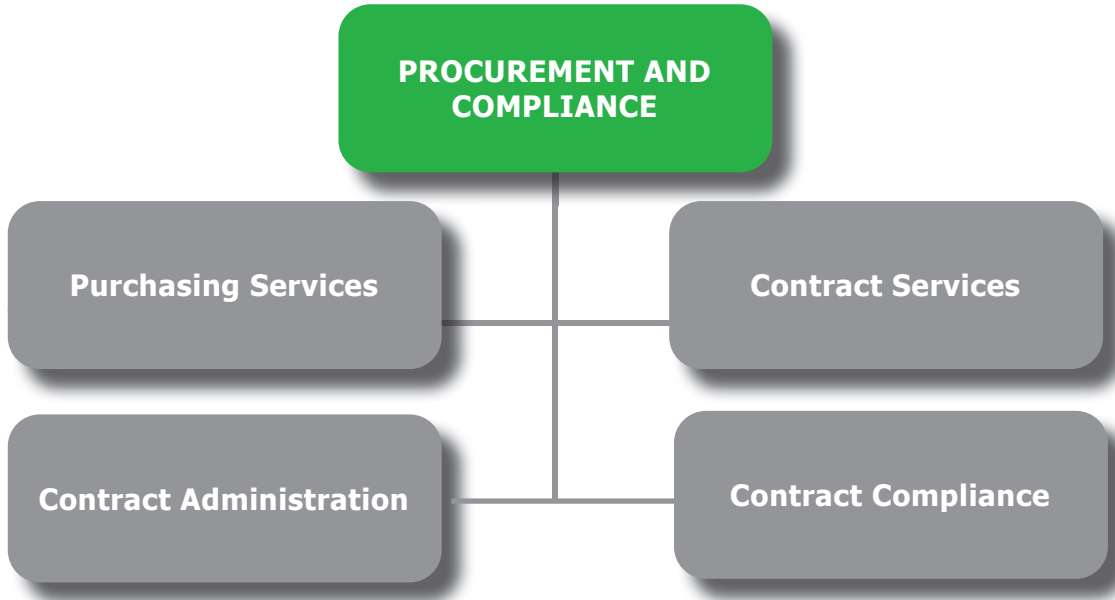 PROCUREMENT AND
COMPLIANCE
Purchasing Services
Contract Services
Contract Administration
Contract Compliance